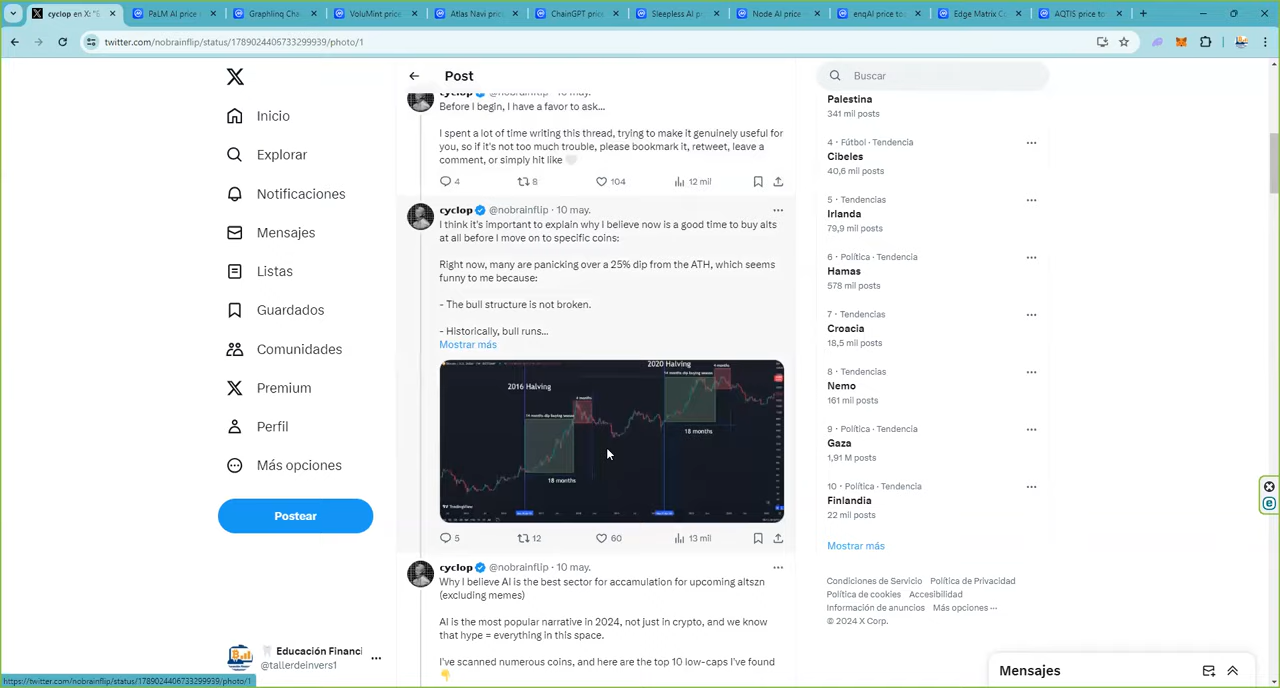 cyclop en X: "6
PaLM AI price
Graphlinq Cha
VoluMint price
Atlas Navi pric
ChainGPT price
Sleepless AI p
Node AI price
enqAI price to
Edge Matrix C
AQTIS price to
twitter.com/nobrainflip/status/1789024406733299939/photo/1
Inicio
Explorar
Notificaciones
Mensajes
Listas
Guardados
Comunidades
Premium
Perfil
Más opciones
Postear
Educación Financi
@tallerdeinvers1
https://twitter.com/nobrainflip/status/1789024406733299939/photo/1
Post
cyclop @nobrainflip · 10 may.
Before I begin, I have a favor to ask...
I spent a lot of time writing this thread, trying to make it genuinely useful for
you, so if it's not too much trouble, please bookmark it, retweet, leave a
comment, or simply hit like
4 8 104 12 mil
cyclop @nobrainflip · 10 may.
I think it's important to explain why I believe now is a good time to buy alts
at all before I move on to specific coins:
Right now, many are panicking over a 25% dip from the ATH, which seems
funny to me because:
- The bull structure is not broken.
- Historically, bull runs...
Mostrar más
2020 Halving
2016 Halving
18 months
18 months
TradingView
5 12 60 13 mil
cyclop @nobrainflip · 10 may.
Why I believe AI is the best sector for accamulation for upcoming altszn
(excluding memes)
AI is the most popular narrative in 2024, not just in crypto, and we know
that hype = everything in this space.
I've scanned numerous coins, and here are the top 10 low-caps I've found
Buscar
Palestina
341 mil posts
4 · Fútbol · Tendencia
Cibeles
40,6 mil posts
5 · Tendencias
Irlanda
79,9 mil posts
6 · Política · Tendencia
Hamas
578 mil posts
7 · Tendencias
Croacia
18,5 mil posts
8 · Tendencias
Nemo
161 mil posts
9 · Política · Tendencia
Gaza
1,91 M posts
10 · Política · Tendencia
Finlandia
22 mil posts
Mostrar más
Condiciones de Servicio Política de Privacidad
Política de cookies Accesibilidad
Información de anuncios Más opciones ···
© 2024 X Corp.
Mensajes